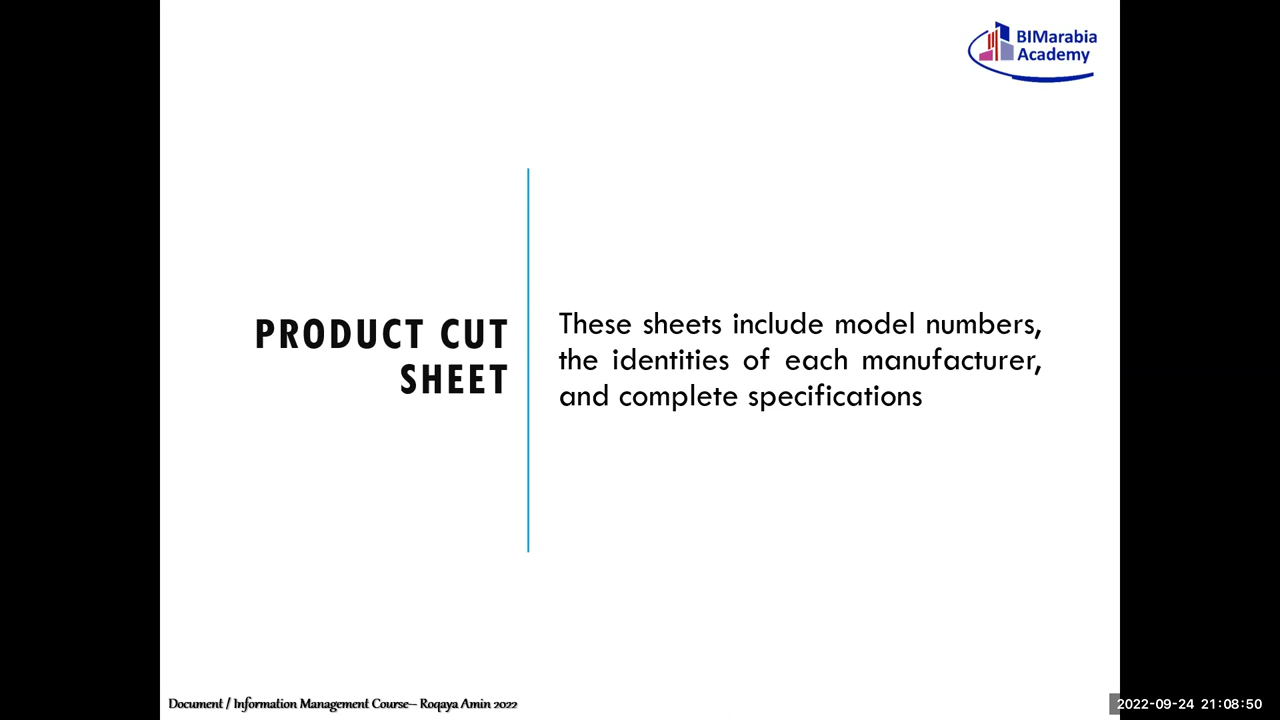 BIMarabia
Academy
PRODUCT CUT
SHEET
These sheets include model numbers,
the identities of each manufacturer,
and complete specifications
Document / Information Management Course– Roqaya Amin 2022
2022-09-24 21:08:50